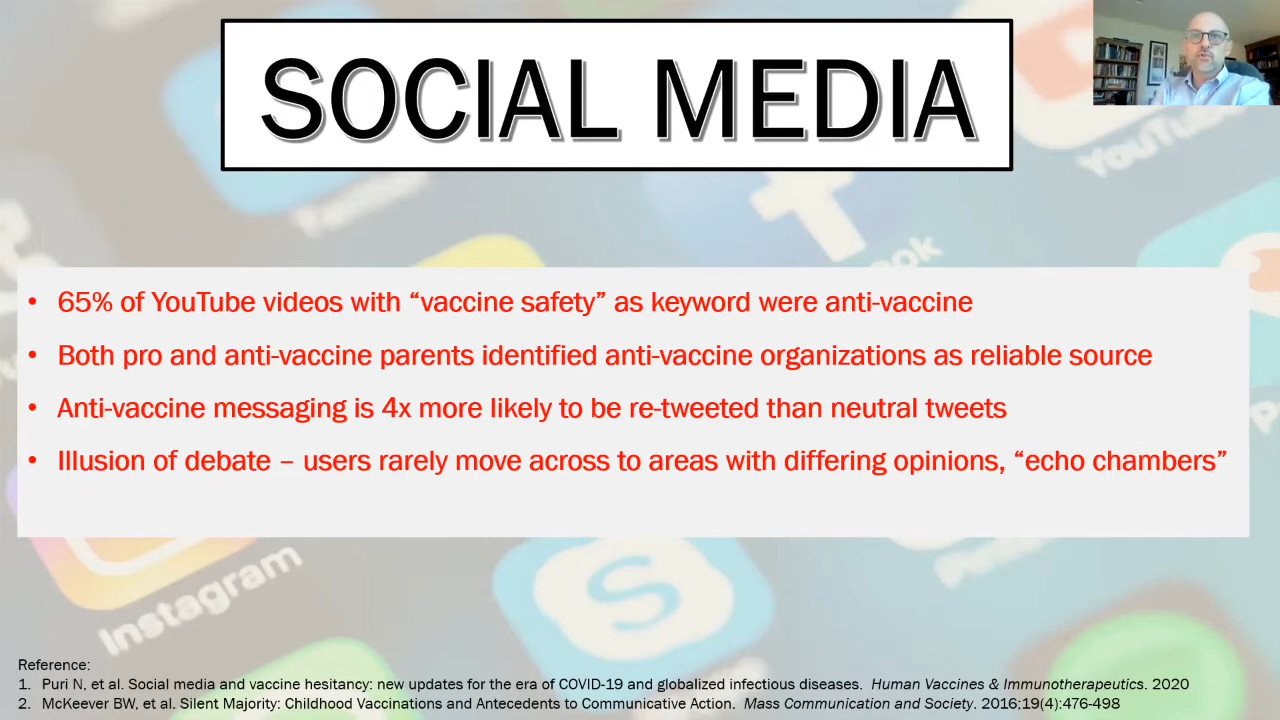 SOCIAL MEDIA
• 65% of YouTube videos with “vaccine safety” as keyword were anti-vaccine
• Both pro and anti-vaccine parents identified anti-vaccine organizations as reliable source
• Anti-vaccine messaging is 4x more likely to be re-tweeted than neutral tweets
• Illusion of debate – users rarely move across to areas with differing opinions, “echo chambers”
YouTube
Instagram
Reference:
1. Puri N, et al. Social media and vaccine hesitancy: new updates for the era of COVID-19 and globalized infectious diseases. Human Vaccines & Immunotherapeutics. 2020
2. McKeever BW, et al. Silent Majority: Childhood Vaccinations and Antecedents to Communicative Action. Mass Communication and Society. 2016;19(4):476-498